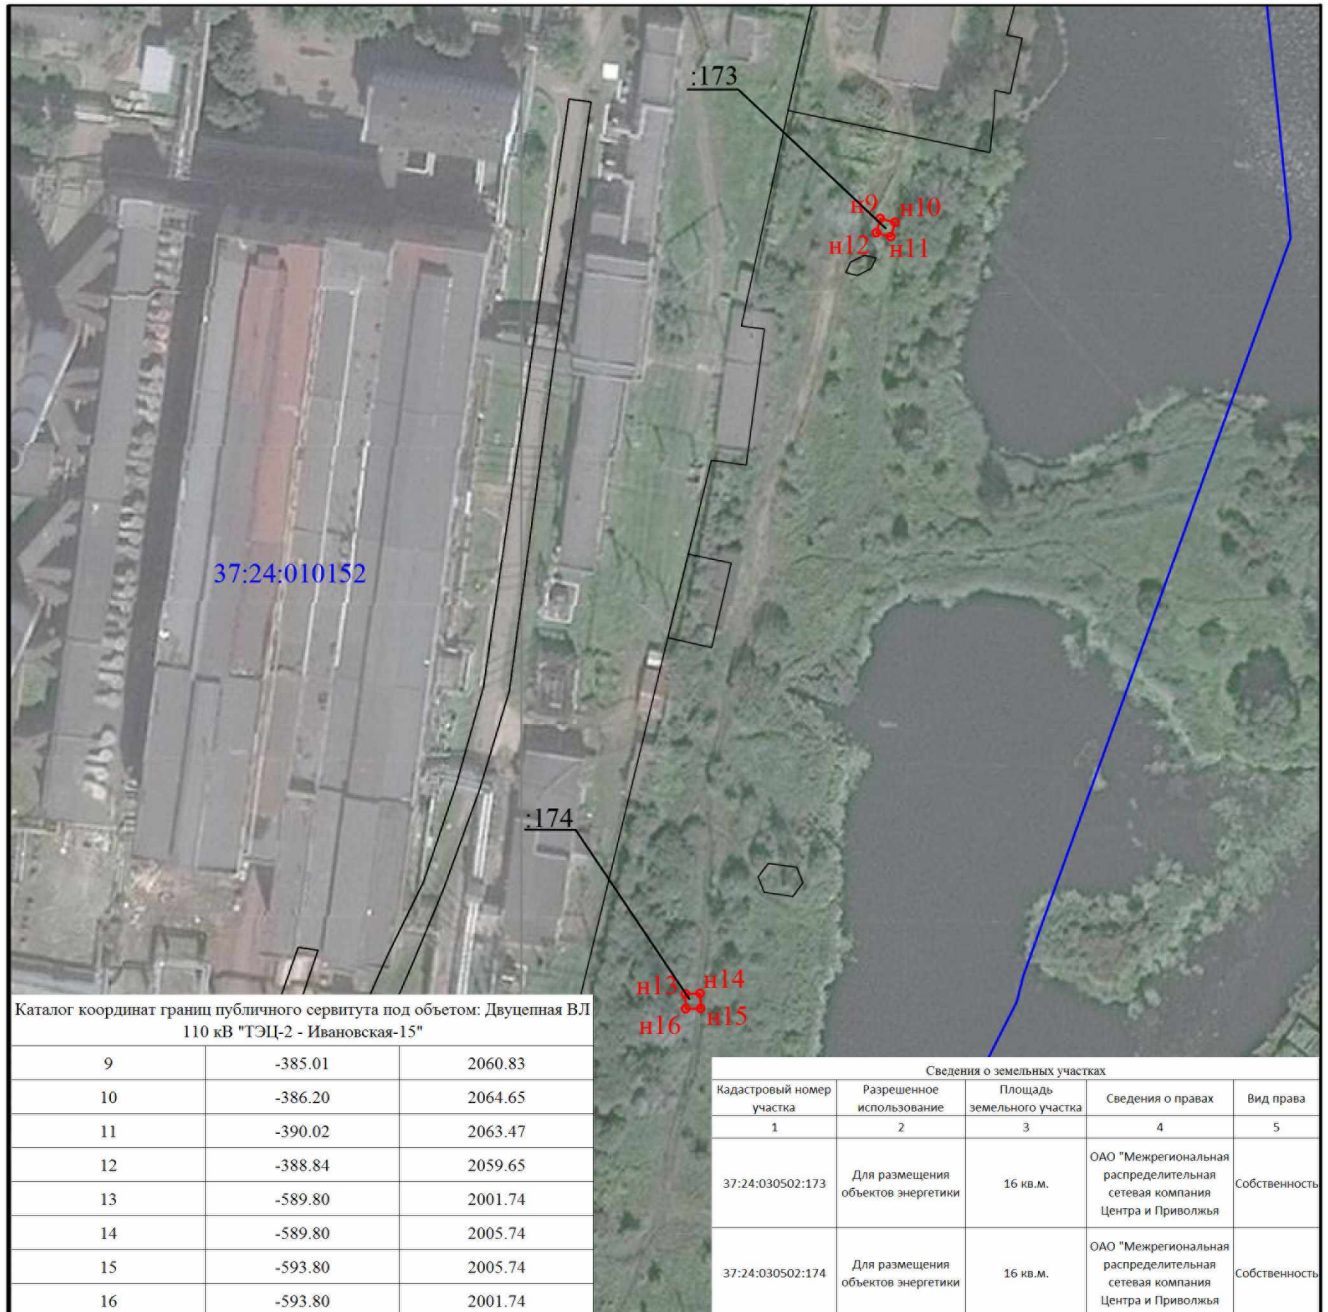 :173
н9
н10
н12
н11
37:24:010152
:174
н13
н14
н16
н15
Каталог координат границ публичного сервитута под объетом: Двуцепная ВЛ
110 кВ "ТЭЦ-2 - Ивановская-15"
9 -385.01 2060.83
10 -386.20 2064.65
11 -390.02 2063.47
12 -388.84 2059.65
13 -589.80 2001.74
14 -589.80 2005.74
15 -593.80 2005.74
16 -593.80 2001.74
Сведения о земельных участках
Кадастровый номер
участка
Разрешенное
использование
Площадь
земельного участка
Сведения о правах
Вид права
1 2 3 4 5
37:24:030502:173
Для размещения
объектов энергетики
16 кв.м.
ОАО "Межрегиональная
распределительная
сетевая компания
Центра и Приволжья
Собственность
37:24:030502:174
Для размещения
объектов энергетики
16 кв.м.
ОАО "Межрегиональная
распределительная
сетевая компания
Центра и Приволжья
Собственность